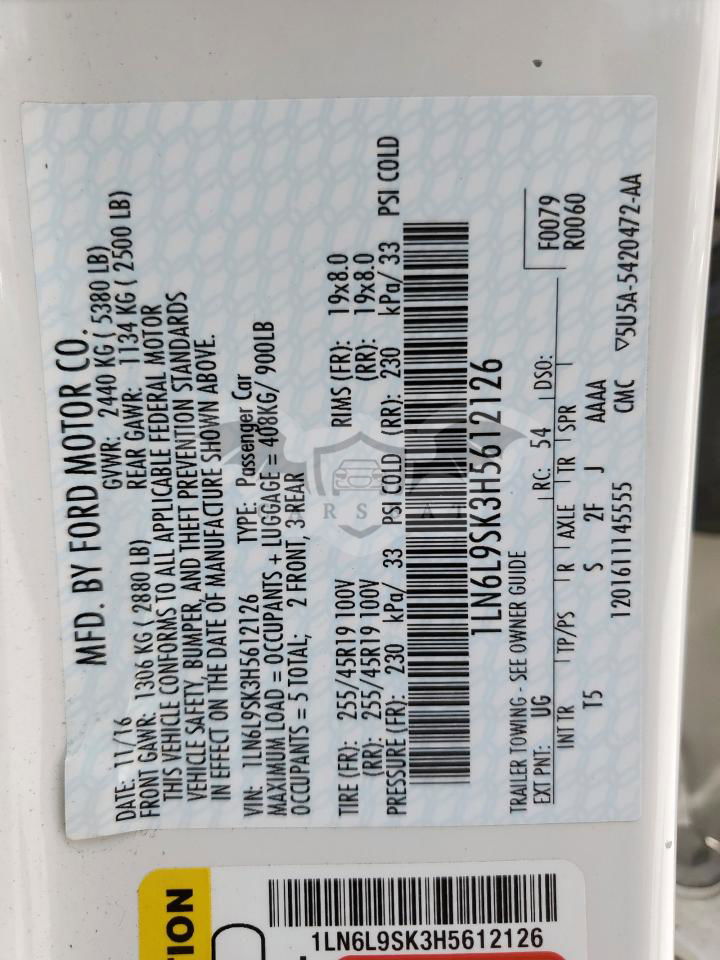 MFD. BY FORD MOTOR CO.
DATE: 11/16 GVWR: 2440 KG ( 5380 LB)
FRONT GAWR: 1306 KG ( 2880 LB) REAR GAWR: 1134 KG ( 2500 LB)
THIS VEHICLE CONFORMS TO ALL APPLICABLE FEDERAL MOTOR
VEHICLE SAFETY, BUMPER, AND THEFT PREVENTION STANDARDS
IN EFFECT ON THE DATE OF MANUFACTURE SHOWN ABOVE.
VIN: 1LN6L9SK3H5612126 TYPE: Passenger Car
MAXIMUM LOAD = OCCUPANTS + LUGGAGE = 408KG/ 900LB
OCCUPANTS = 5 TOTAL; 2 FRONT, 3-REAR
TIRE (FR): 255/45R19 100V RIMS (FR): 19x8.0
(RR): 255/45R19 100V (RR): 19x8.0
PRESSURE (FR): 230 kPa/ 33 PSI COLD (RR): 230 kPa/ 33 PSI COLD
1LN6L9SK3H5612126
TRAILER TOWING - SEE OWNER GUIDE
F0079
EXT PNT: UG RC: 54 DSO: R0060
INT TR TP/PS R AXLE TR SPR
T5 S 2F J AAAA
1201611145555 CMC ▽5U5A-5420472-AA
1LN6L9SK3H5612126